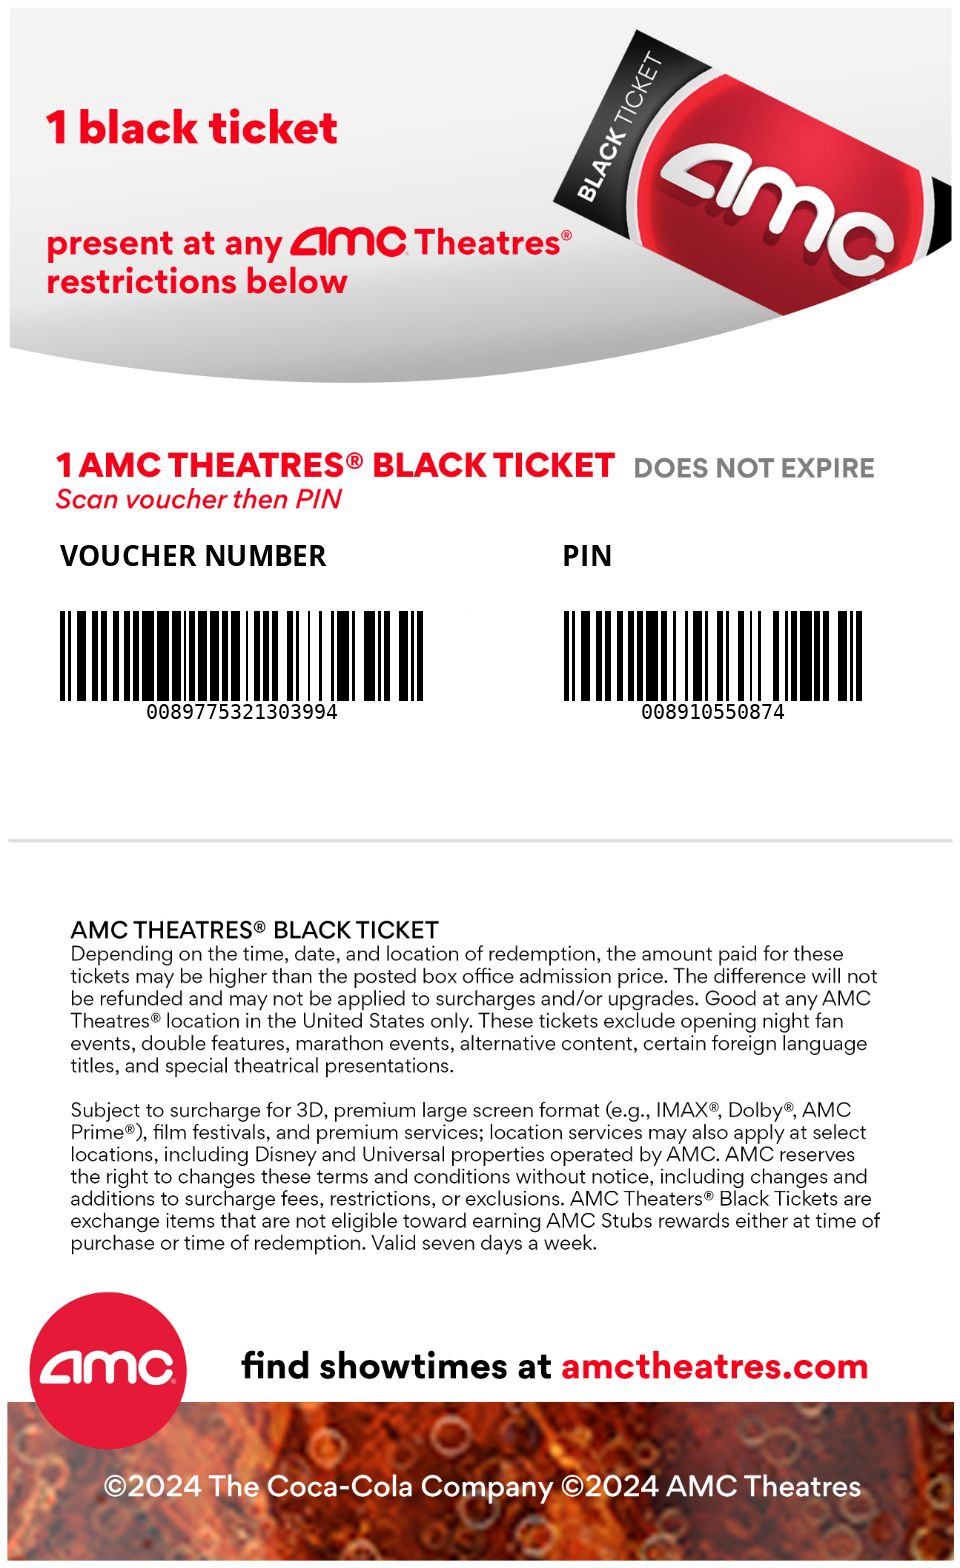 1 black ticket
BLACK TICKET
amc
present at any amc Theatres®
restrictions below
1 AMC THEATRES® BLACK TICKET DOES NOT EXPIRE
Scan voucher then PIN
VOUCHER NUMBER PIN
0089775321303994 008910550874
AMC THEATRES® BLACK TICKET
Depending on the time, date, and location of redemption, the amount paid for these
tickets may be higher than the posted box office admission price. The difference will not
be refunded and may not be applied to surcharges and/or upgrades. Good at any AMC
Theatres® location in the United States only. These tickets exclude opening night fan
events, double features, marathon events, alternative content, certain foreign language
titles, and special theatrical presentations.
Subject to surcharge for 3D, premium large screen format (e.g., IMAX®, Dolby®, AMC
Prime®), film festivals, and premium services; location services may also apply at select
locations, including Disney and Universal properties operated by AMC. AMC reserves
the right to changes these terms and conditions without notice, including changes and
additions to surcharge fees, restrictions, or exclusions. AMC Theaters® Black Tickets are
exchange items that are not eligible toward earning AMC Stubs rewards either at time of
purchase or time of redemption. Valid seven days a week.
amc®
find showtimes at amctheatres.com
©2024 The Coca-Cola Company ©2024 AMC Theatres